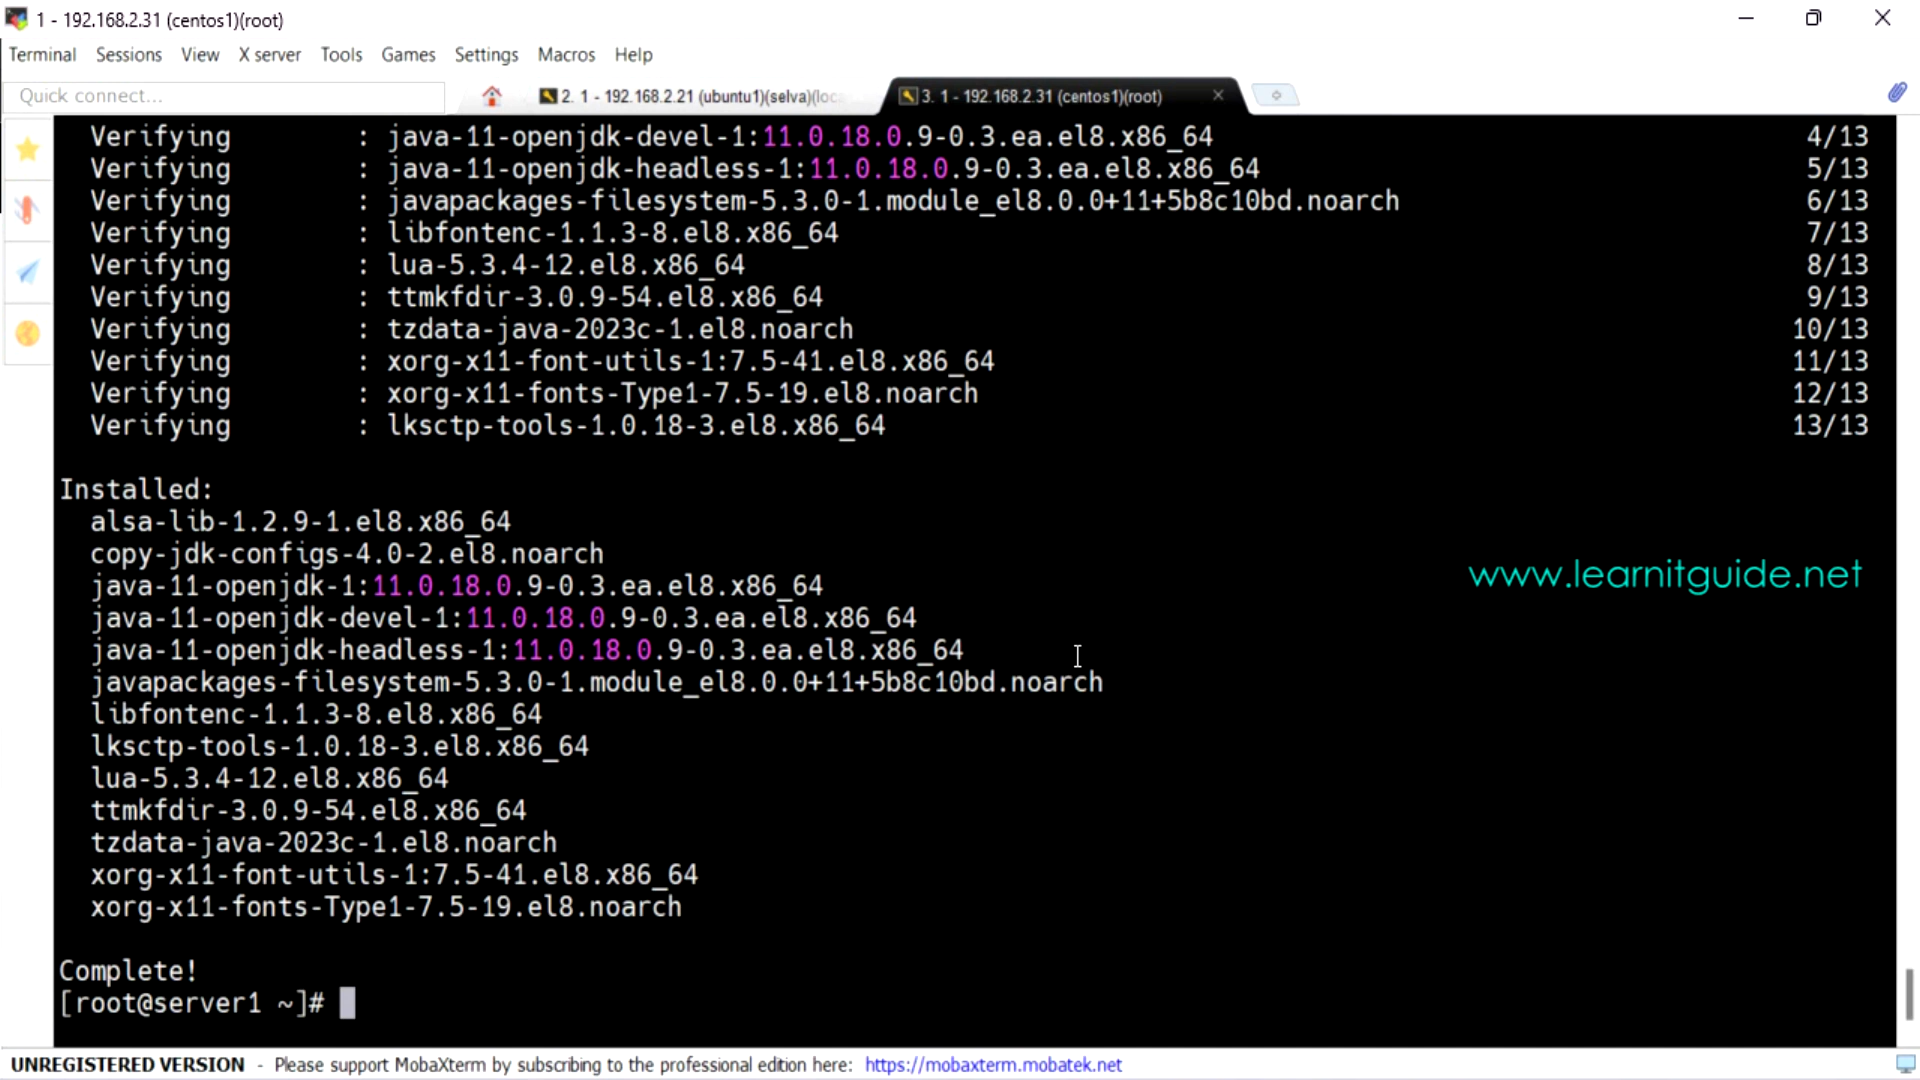 1 - 192.168.2.31 (centos1)(root)
Terminal Sessions View X server Tools Games Settings Macros Help
Quick connect...
2. 1 - 192.168.2.21 (ubuntu1)(selva)(loc
3. 1 - 192.168.2.31 (centos1)(root)
Verifying : java-11-openjdk-devel-1:11.0.18.0.9-0.3.ea.el8.x86_64 4/13
Verifying : java-11-openjdk-headless-1:11.0.18.0.9-0.3.ea.el8.x86_64 5/13
Verifying : javapackages-filesystem-5.3.0-1.module_el8.0.0+11+5b8c10bd.noarch 6/13
Verifying : libfontenc-1.1.3-8.el8.x86_64 7/13
Verifying : lua-5.3.4-12.el8.x86_64 8/13
Verifying : ttmkfdir-3.0.9-54.el8.x86_64 9/13
Verifying : tzdata-java-2023c-1.el8.noarch 10/13
Verifying : xorg-x11-font-utils-1:7.5-41.el8.x86_64 11/13
Verifying : xorg-x11-fonts-Type1-7.5-19.el8.noarch 12/13
Verifying : lksctp-tools-1.0.18-3.el8.x86_64 13/13
Installed:
alsa-lib-1.2.9-1.el8.x86_64
copy-jdk-configs-4.0-2.el8.noarch
www.learnitguide.net
java-11-openjdk-1:11.0.18.0.9-0.3.ea.el8.x86_64
java-11-openjdk-devel-1:11.0.18.0.9-0.3.ea.el8.x86_64
java-11-openjdk-headless-1:11.0.18.0.9-0.3.ea.el8.x86_64
javapackages-filesystem-5.3.0-1.module_el8.0.0+11+5b8c10bd.noarch
libfontenc-1.1.3-8.el8.x86_64
lksctp-tools-1.0.18-3.el8.x86_64
lua-5.3.4-12.el8.x86_64
ttmkfdir-3.0.9-54.el8.x86_64
tzdata-java-2023c-1.el8.noarch
xorg-x11-font-utils-1:7.5-41.el8.x86_64
xorg-x11-fonts-Type1-7.5-19.el8.noarch
Complete!
[root@server1 ~]#
UNREGISTERED VERSION - Please support MobaXterm by subscribing to the professional edition here: https://mobaxterm.mobatek.net